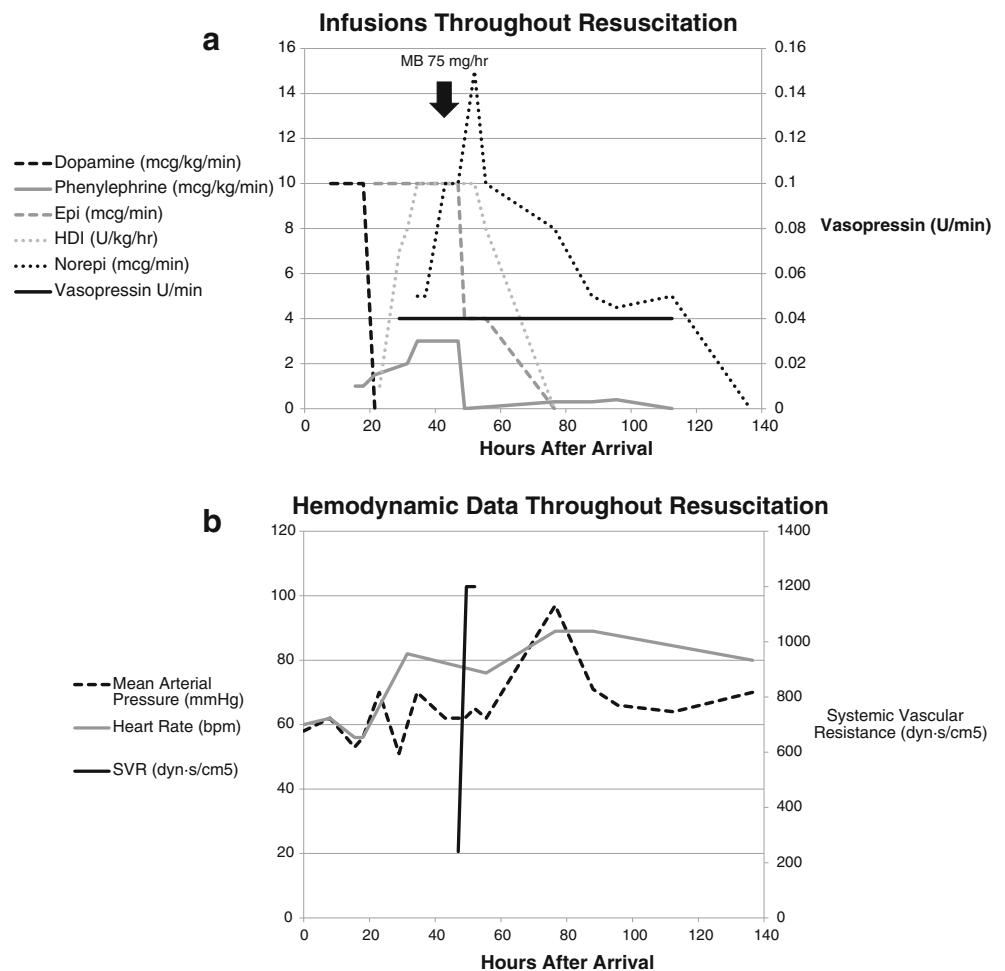 a
Infusions Throughout Resuscitation
MB 75 mg/hr
16
14
12
10
8
6
4
2
0
0.16
0.14
0.12
0.1
0.08
0.06
0.04
0.02
0
Dopamine (mcg/kg/min)
Phenylephrine (mcg/kg/min)
Epi (mcg/min)
HDI (U/kg/hr)
Norepi (mcg/min)
Vasopressin U/min
Vasopressin (U/min)
0 20 40 60 80 100 120 140
Hours After Arrival
b
Hemodynamic Data Throughout Resuscitation
120
100
80
60
40
20
0
1400
1200
1000
800
600
400
200
0
Mean Arterial
Pressure (mmHg)
Heart Rate (bpm)
SVR (dyn·s/cm5)
Systemic Vascular
Resistance (dyn·s/cm5)
0 20 40 60 80 100 120 140
Hours After Arrival